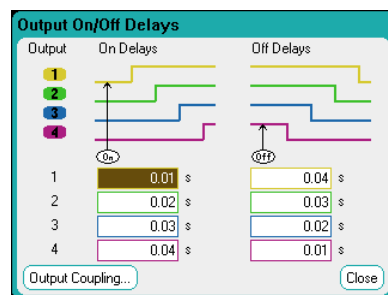 Output On/Off Delays
Output On Delays Off Delays
1
2
3
4
On Off
1 0.01 s 0.04 s
2 0.02 s 0.03 s
3 0.03 s 0.02 s
4 0.04 s 0.01 s
Output Coupling... Close